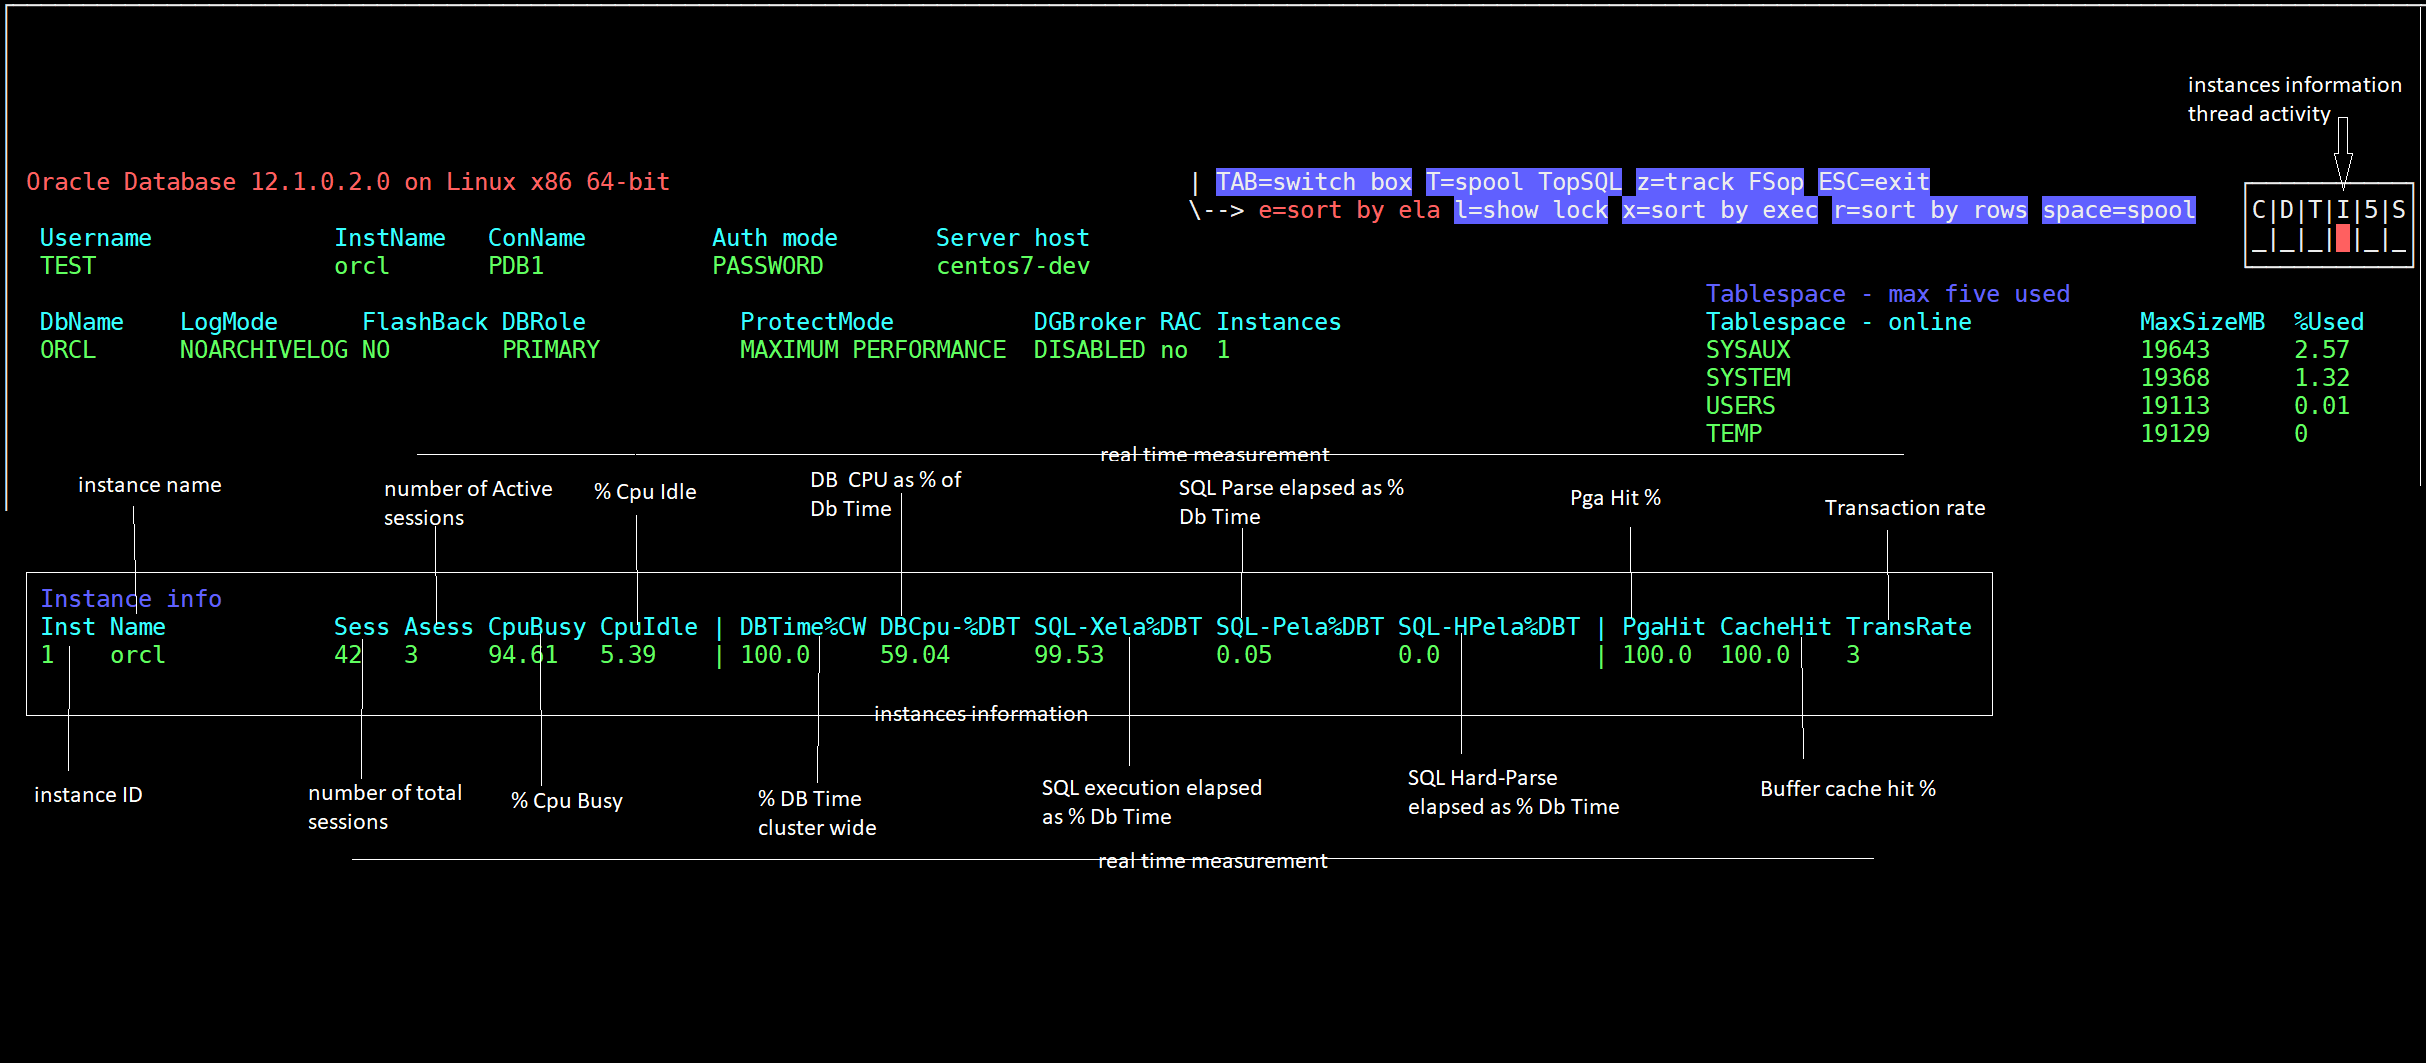 instances information
thread activity
Oracle Database 12.1.0.2.0 on Linux x86 64-bit
| TAB=switch box T=spool TopSQL z=track FSop ESC=exit
\--> e=sort by ela l=show lock x=sort by exec r=sort by rows space=spool
C|D|T|I|5|S
_|_|_| |_|_
Username InstName ConName Auth mode Server host
TEST orcl PDB1 PASSWORD centos7-dev
Tablespace - max five used
DbName LogMode FlashBack DBRole ProtectMode DGBroker RAC Instances
ORCL NOARCHIVELOG NO PRIMARY MAXIMUM PERFORMANCE DISABLED no 1
Tablespace - online MaxSizeMB %Used
SYSAUX 19643 2.57
SYSTEM 19368 1.32
USERS 19113 0.01
TEMP 19129 0
real time measurement
instance name
number of Active
sessions
% Cpu Idle
DB CPU as % of
Db Time
SQL Parse elapsed as %
Db Time
Pga Hit %
Transaction rate
Instance info
Inst Name Sess Asess CpuBusy CpuIdle | DBTime%CW DBCpu-%DBT SQL-Xela%DBT SQL-Pela%DBT SQL-HPela%DBT | PgaHit CacheHit TransRate
1 orcl 42 3 94.61 5.39 | 100.0 59.04 99.53 0.05 0.0 | 100.0 100.0 3
instances information
instance ID
number of total
sessions
% Cpu Busy
% DB Time
cluster wide
SQL execution elapsed
as % Db Time
SQL Hard-Parse
elapsed as % Db Time
Buffer cache hit %
real time measurement